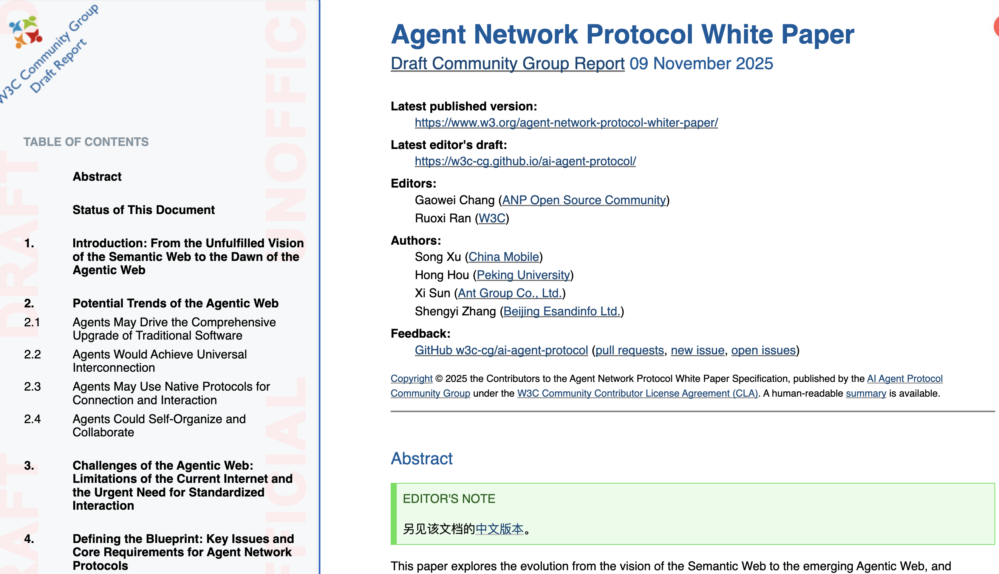 W3C Community Group
Draft Report
TABLE OF CONTENTS
Abstract
Status of This Document
1. Introduction: From the Unfulfilled Vision
of the Semantic Web to the Dawn of the
Agentic Web
2. Potential Trends of the Agentic Web
2.1 Agents May Drive the Comprehensive
Upgrade of Traditional Software
2.2 Agents Would Achieve Universal
Interconnection
2.3 Agents May Use Native Protocols for
Connection and Interaction
2.4 Agents Could Self-Organize and
Collaborate
3. Challenges of the Agentic Web:
Limitations of the Current Internet and
the Urgent Need for Standardized
Interaction
4. Defining the Blueprint: Key Issues and
Core Requirements for Agent Network
Protocols
DRAFT
UNOFFICIAL
Agent Network Protocol White Paper
Draft Community Group Report 09 November 2025
Latest published version:
https://www.w3.org/agent-network-protocol-whiter-paper/
Latest editor's draft:
https://w3c-cg.github.io/ai-agent-protocol/
Editors:
Gaowei Chang (ANP Open Source Community)
Ruoxi Ran (W3C)
Authors:
Song Xu (China Mobile)
Hong Hou (Peking University)
Xi Sun (Ant Group Co., Ltd.)
Shengyi Zhang (Beijing Esandinfo Ltd.)
Feedback:
GitHub w3c-cg/ai-agent-protocol (pull requests, new issue, open issues)
Copyright © 2025 the Contributors to the Agent Network Protocol White Paper Specification, published by the AI Agent Protocol
Community Group under the W3C Community Contributor License Agreement (CLA). A human-readable summary is available.
Abstract
EDITOR'S NOTE
另见该文档的中文版本。
This paper explores the evolution from the vision of the Semantic Web to the emerging Agentic Web, and